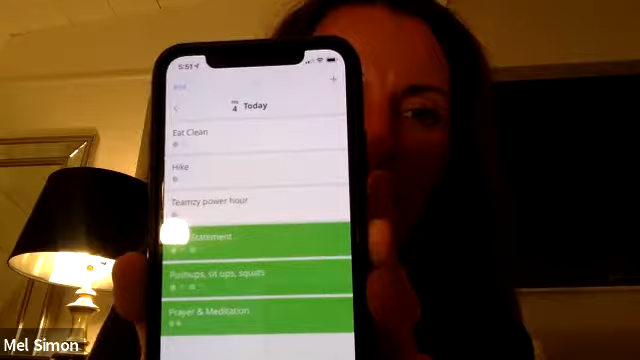 5:51
+
Today
4
Eat Clean
Hike
Teamzy power hour
Statement
Pushups, sit ups, squats
Prayer & Meditation
Mel Simon